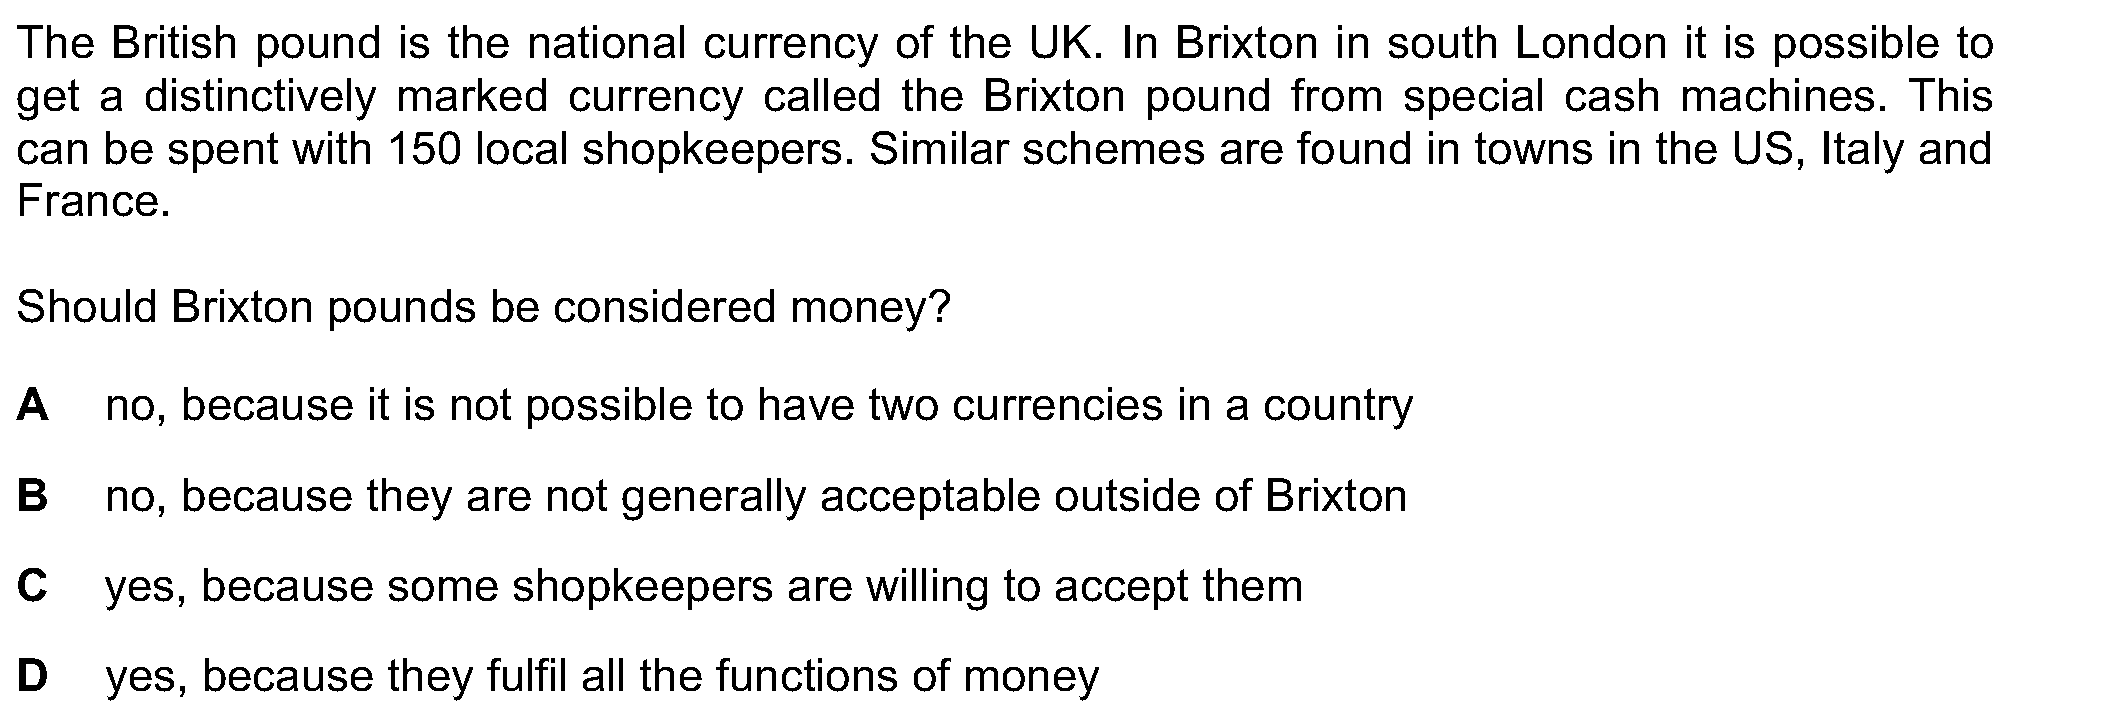 The British pound is the national currency of the UK. In Brixton in south London it is possible to
get a distinctively marked currency called the Brixton pound from special cash machines. This
can be spent with 150 local shopkeepers. Similar schemes are found in towns in the US, Italy and
France.
Should Brixton pounds be considered money?
A no, because it is not possible to have two currencies in a country
B no, because they are not generally acceptable outside of Brixton
C yes, because some shopkeepers are willing to accept them
D yes, because they fulfil all the functions of money